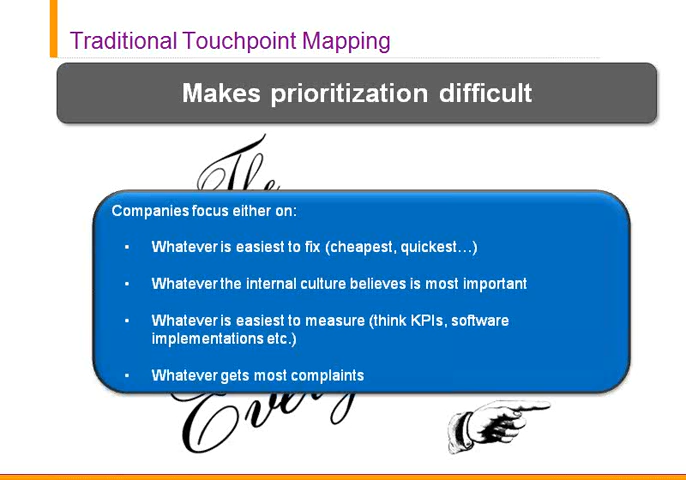 Traditional Touchpoint Mapping
Makes prioritization difficult
The
Companies focus either on:
▪ Whatever is easiest to fix (cheapest, quickest…)
▪ Whatever the internal culture believes is most important
▪ Whatever is easiest to measure (think KPIs, software
implementations etc.)
▪ Whatever gets most complaints